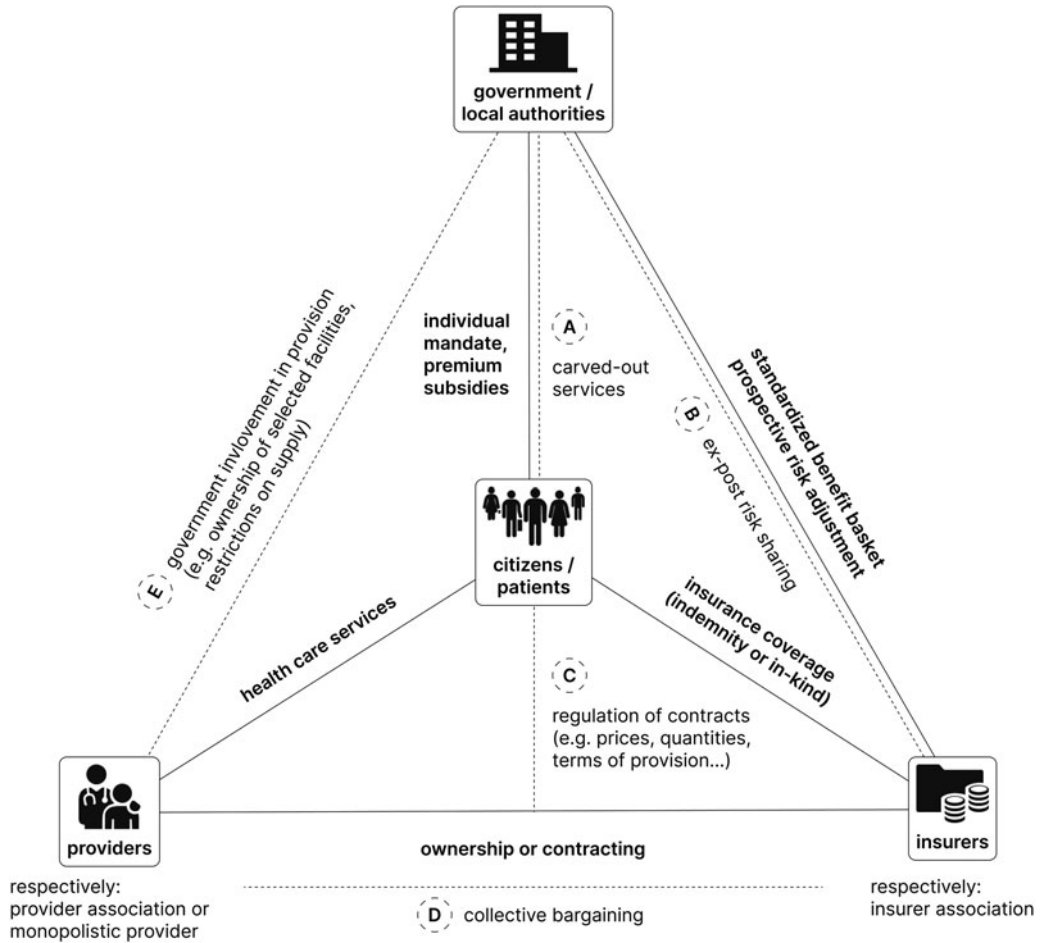 government /
local authorities
individual
mandate,
premium
subsidies
A
carved-out
services
B
ex-post risk sharing
standardized benefit basket
prospective risk adjustment
E
government invlovement in provision
(e.g. ownership of selected facilities,
restrictions on supply)
citizens /
patients
health care services
insurance coverage
(indemnity or in-kind)
C
regulation of contracts
(e.g. prices, quantities,
terms of provision...)
providers
insurers
ownership or contracting
respectively:
provider association or
monopolistic provider
D
collective bargaining
respectively:
insurer association